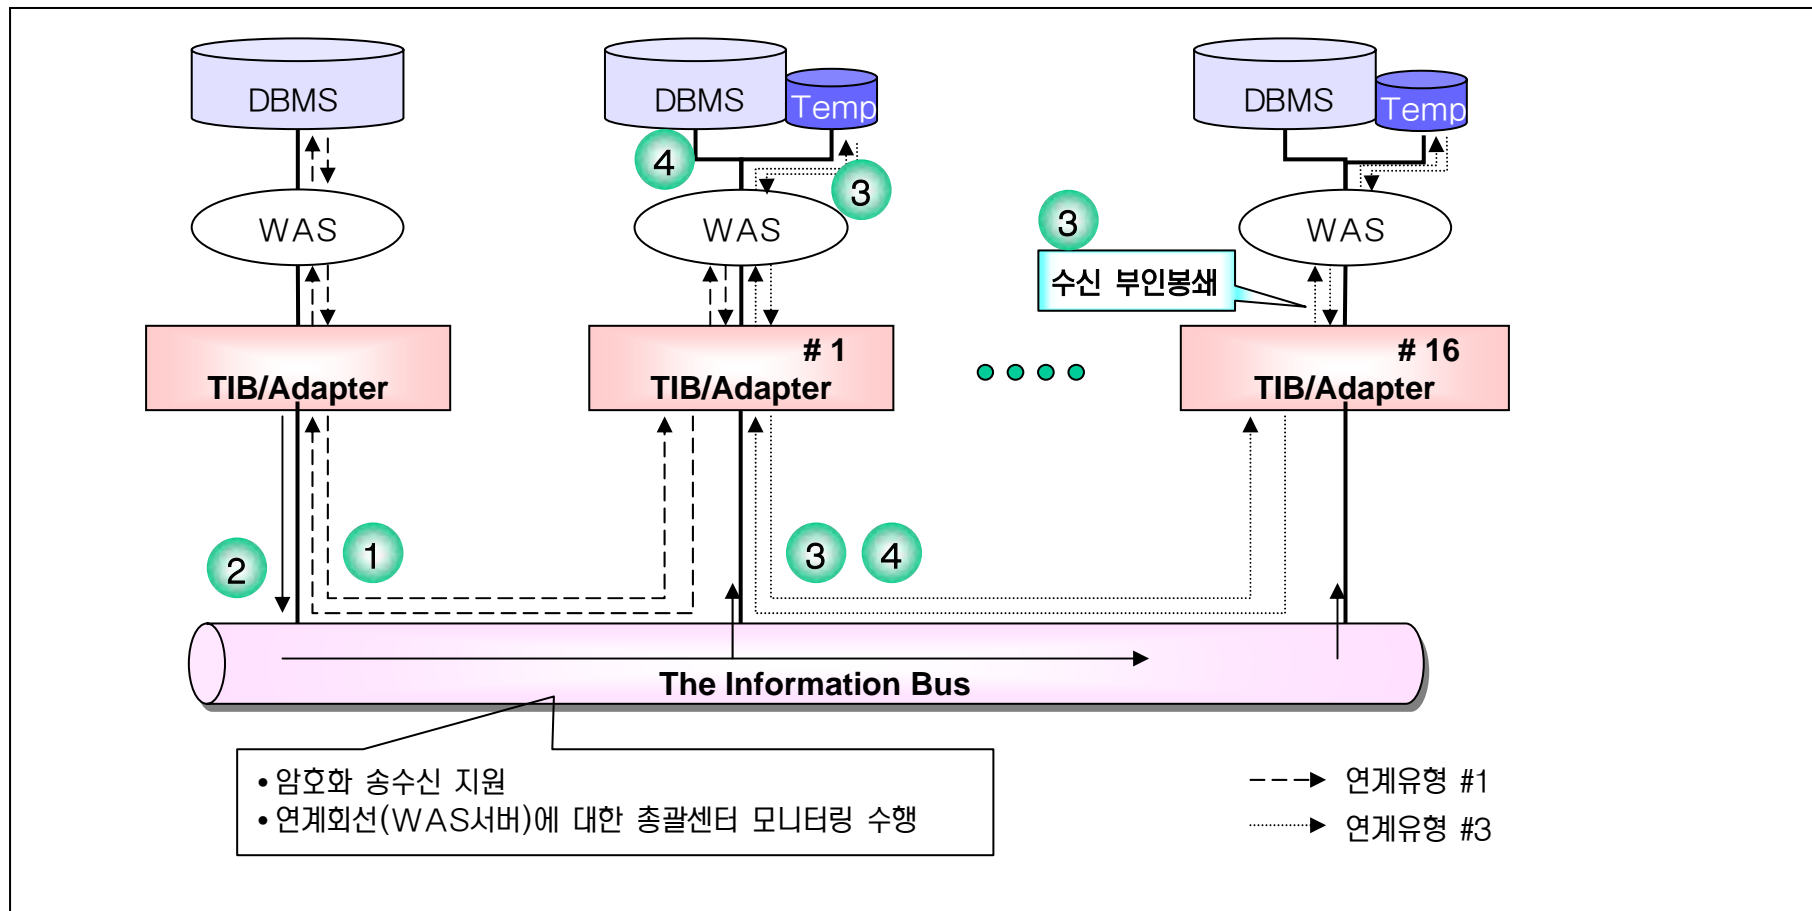 DBMS
DBMS
Temp
DBMS
Temp
4
3
WAS
WAS
3
WAS
수신 부인봉쇄
TIB/Adapter
# 1
TIB/Adapter
# 16
TIB/Adapter
2
1
3
4
The Information Bus
• 암호화 송수신 지원
• 연계회선(WAS서버)에 대한 총괄센터 모니터링 수행
연계유형 #1
연계유형 #3